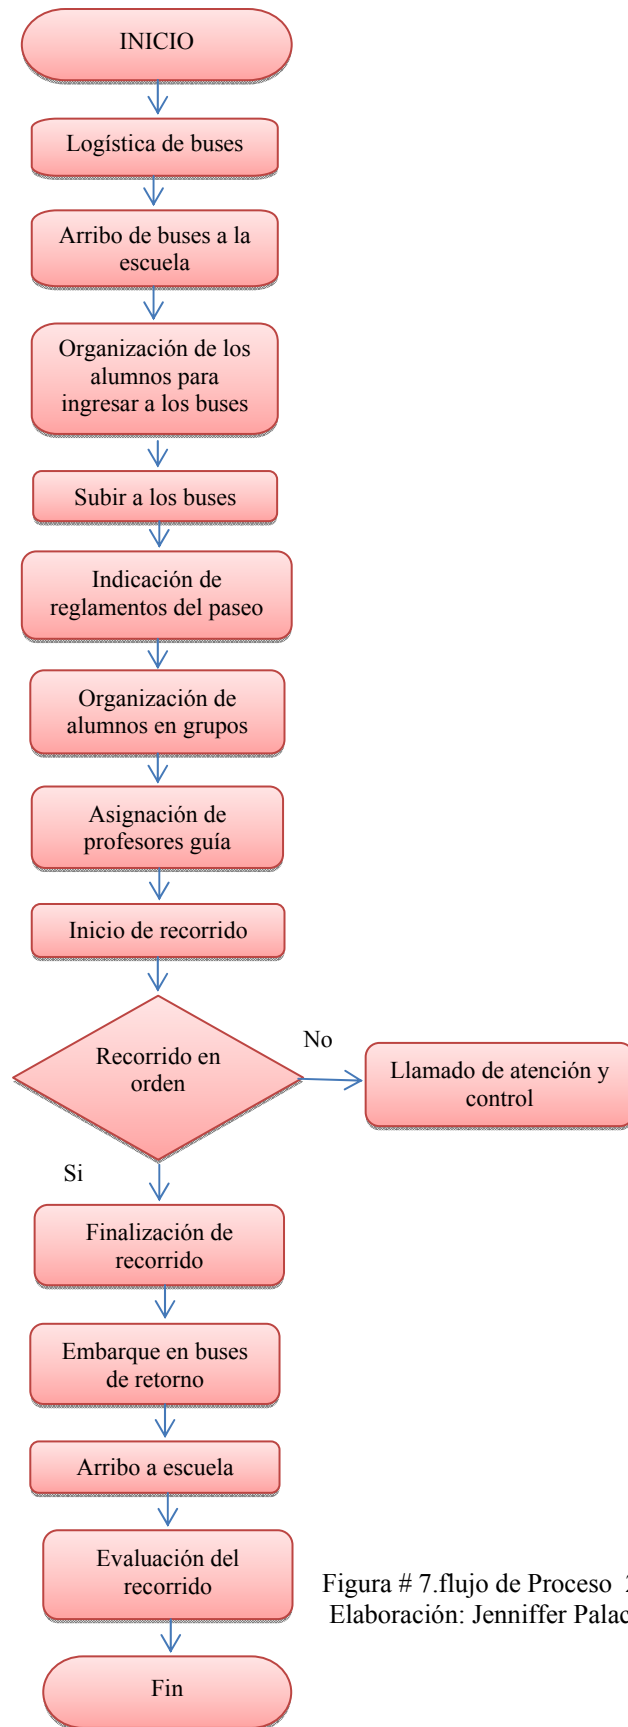 INICIO
Logística de buses
Arribo de buses a la
escuela
Organización de los
alumnos para
ingresar a los buses
Subir a los buses
Indicación de
reglamentos del paseo
Organización de
alumnos en grupos
Asignación de
profesores guía
Inicio de recorrido
Recorrido en
orden
No
Llamado de atención y
control
Si
Finalización de
recorrido
Embarque en buses
de retorno
Arribo a escuela
Evaluación del
recorrido
Figura # 7.flujo de Proceso
Elaboración: Jenniffer
Fin